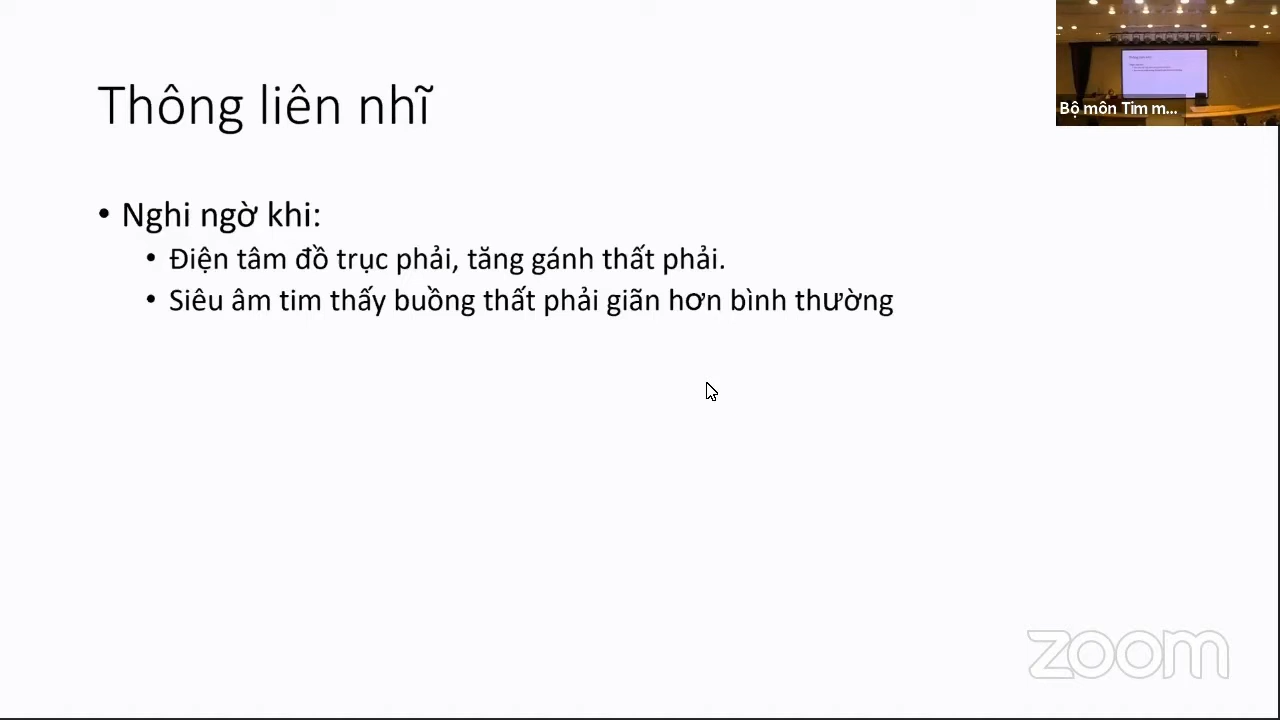 Thông liên nhĩ
Bộ môn Tim m...
• Nghi ngờ khi:
• Điện tâm đồ trục phải, tăng gánh thất phải.
• Siêu âm tim thấy buồng thất phải giãn hơn bình thường
zoom